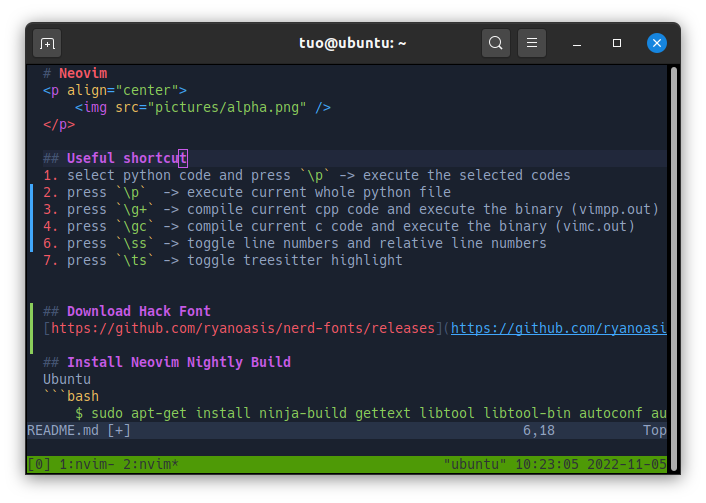 tuo@ubuntu: ~
# Neovim
<p align="center">
    <img src="pictures/alpha.png" />
</p>
## Useful shortcut
1. select python code and press `\p` -> execute the selected codes
2. press `\p`  -> execute current whole python file
3. press `\g+` -> compile current cpp code and execute the binary (vimpp.out)
4. press `\gc` -> compile current c code and execute the binary (vimc.out)
6. press `\ss` -> toggle line numbers and relative line numbers
7. press `\ts` -> toggle treesitter highlight
## Download Hack Font
[https://github.com/ryanoasis/nerd-fonts/releases](https://github.com/ryanoasi
## Install Neovim Nightly Build
Ubuntu
```bash
    $ sudo apt-get install ninja-build gettext libtool libtool-bin autoconf au
README.md [+] 6,18 Top
[0] 1:nvim- 2:nvim* "ubuntu" 10:23:05 2022-11-05